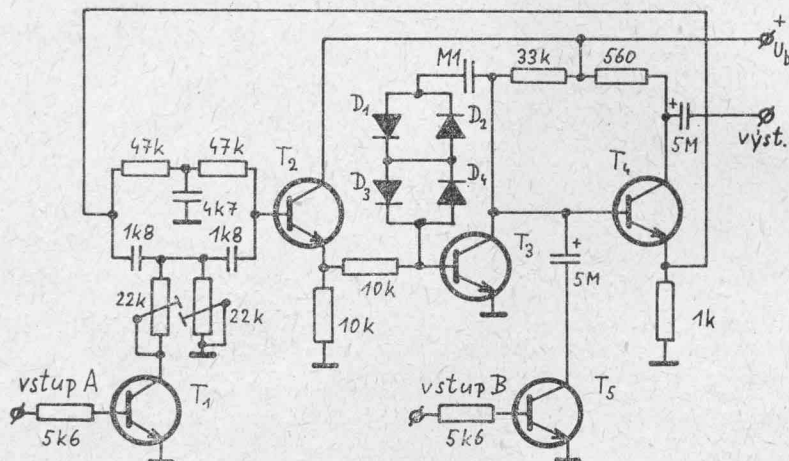 +
U_b
M1
33k
560
D1
D2
+
5M
výst.
47k
47k
T2
D3
D4
T4
4k7
1k8
1k8
T3
+
5M
10k
22k
22k
10k
1k
vstup A
T1
vstup B
T5
5k6
5k6